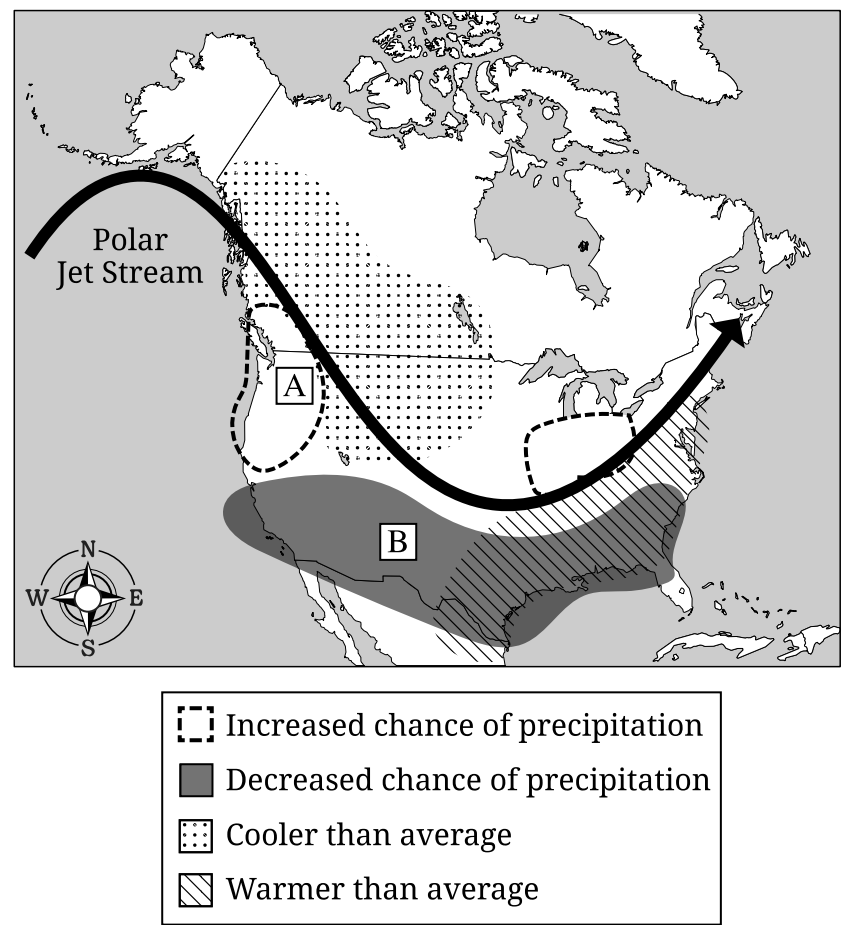 Polar
Jet Stream
A
B
N
W
E
S
Increased chance of precipitation
Decreased chance of precipitation
Cooler than average
Warmer than average